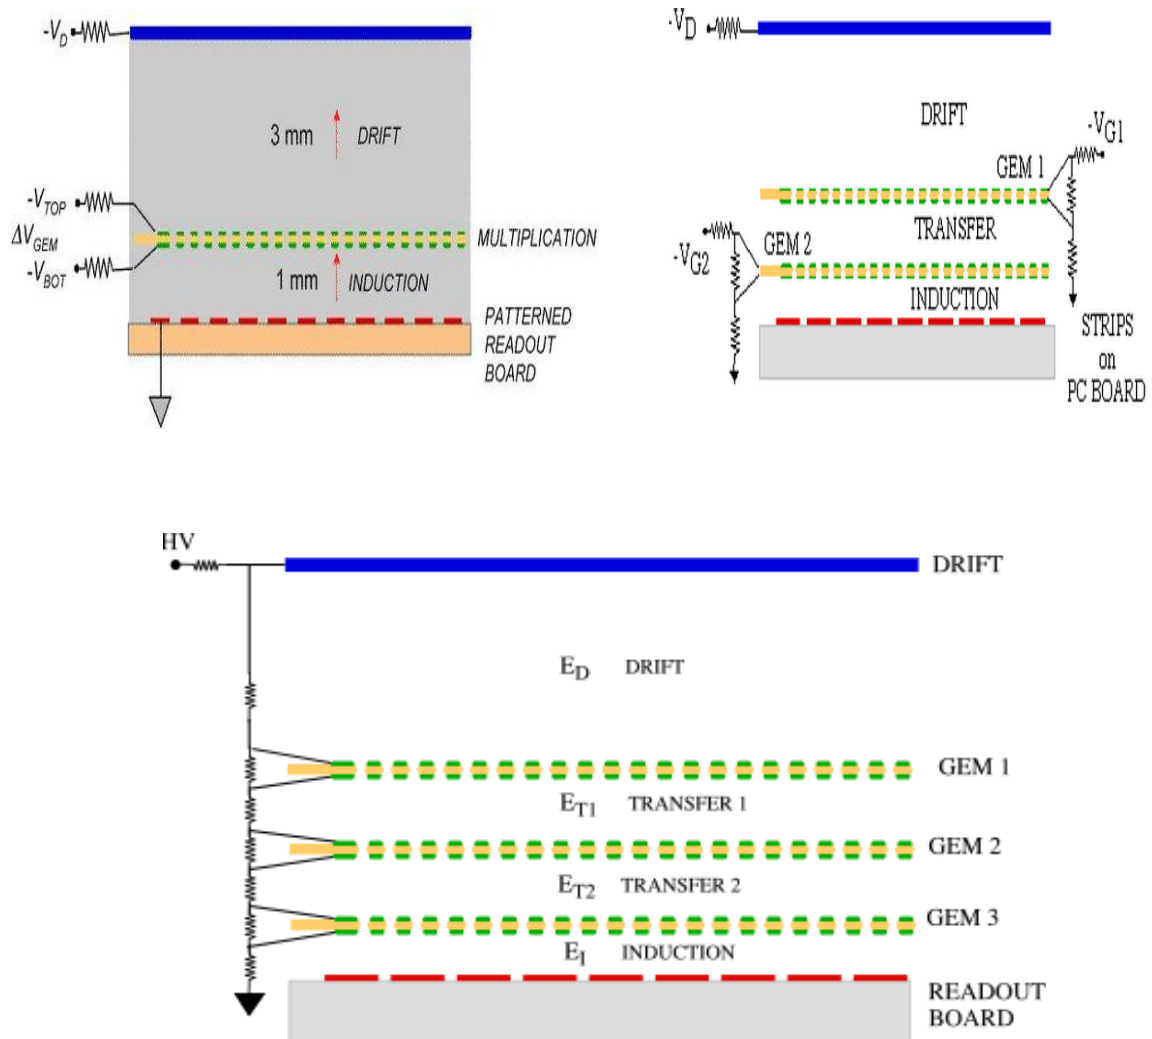 -VD
3 mm
DRIFT
-VTOP
ΔVGEM
MULTIPLICATION
-VBOT
1 mm
INDUCTION
PATTERNED
READOUT
BOARD
-VD
DRIFT
-VG1
GEM 1
TRANSFER
GEM 2
-VG2
INDUCTION
STRIPS
on
PC BOARD
HV
DRIFT
ED DRIFT
GEM 1
ET1 TRANSFER 1
GEM 2
ET2 TRANSFER 2
GEM 3
EI INDUCTION
READOUT
BOARD